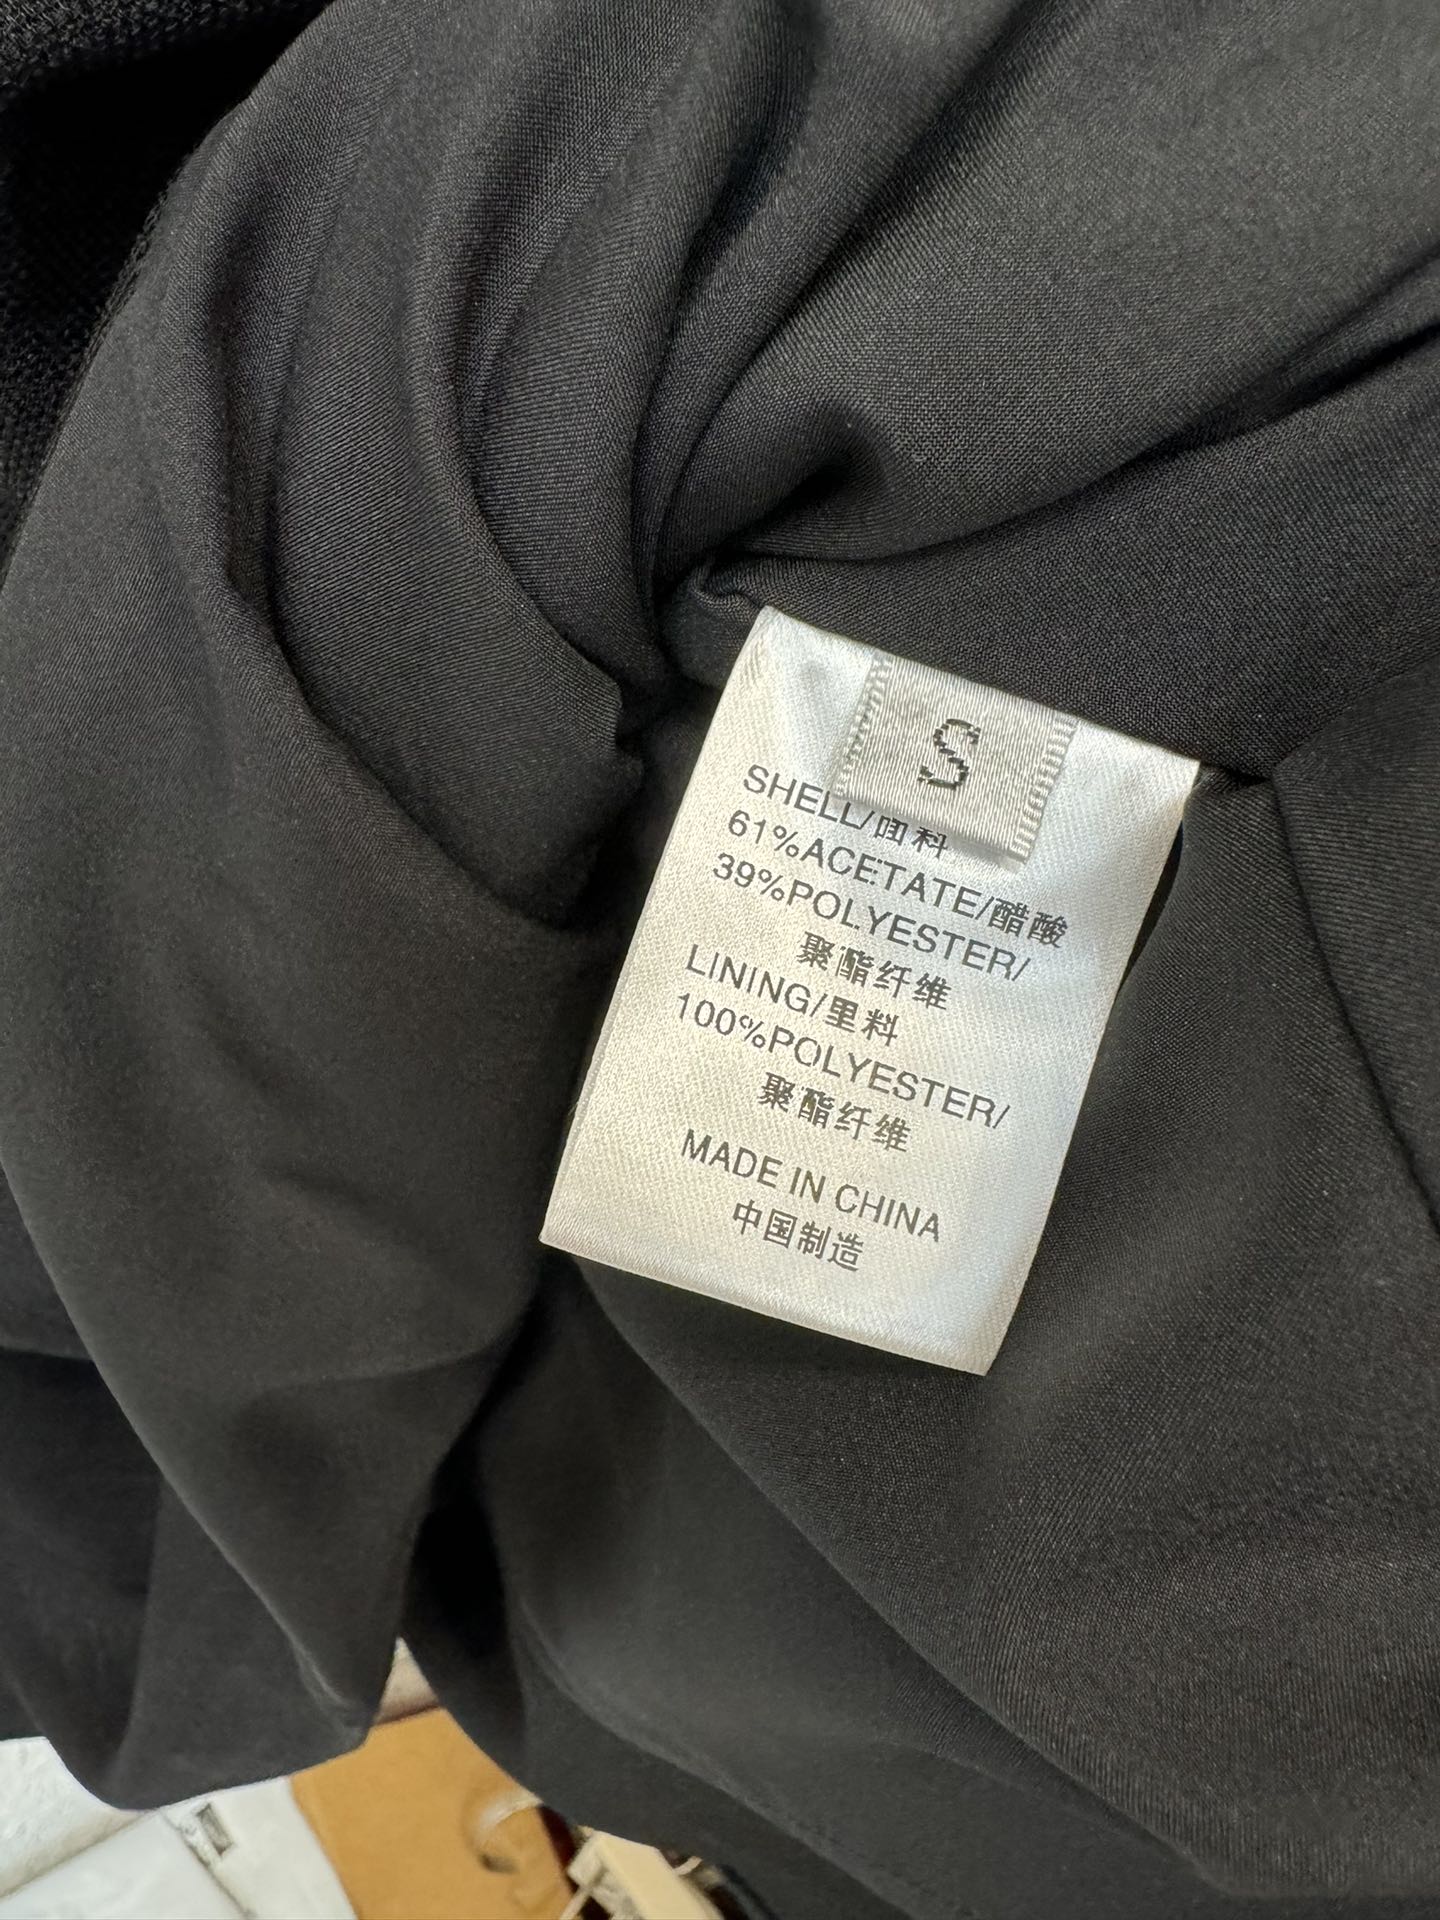 S
SHELL/面料
61%ACETATE/醋酸
39%POLYESTER/
聚酯纤维
LINING/里料
100%POLYESTER/
聚酯纤维
MADE IN CHINA
中国制造